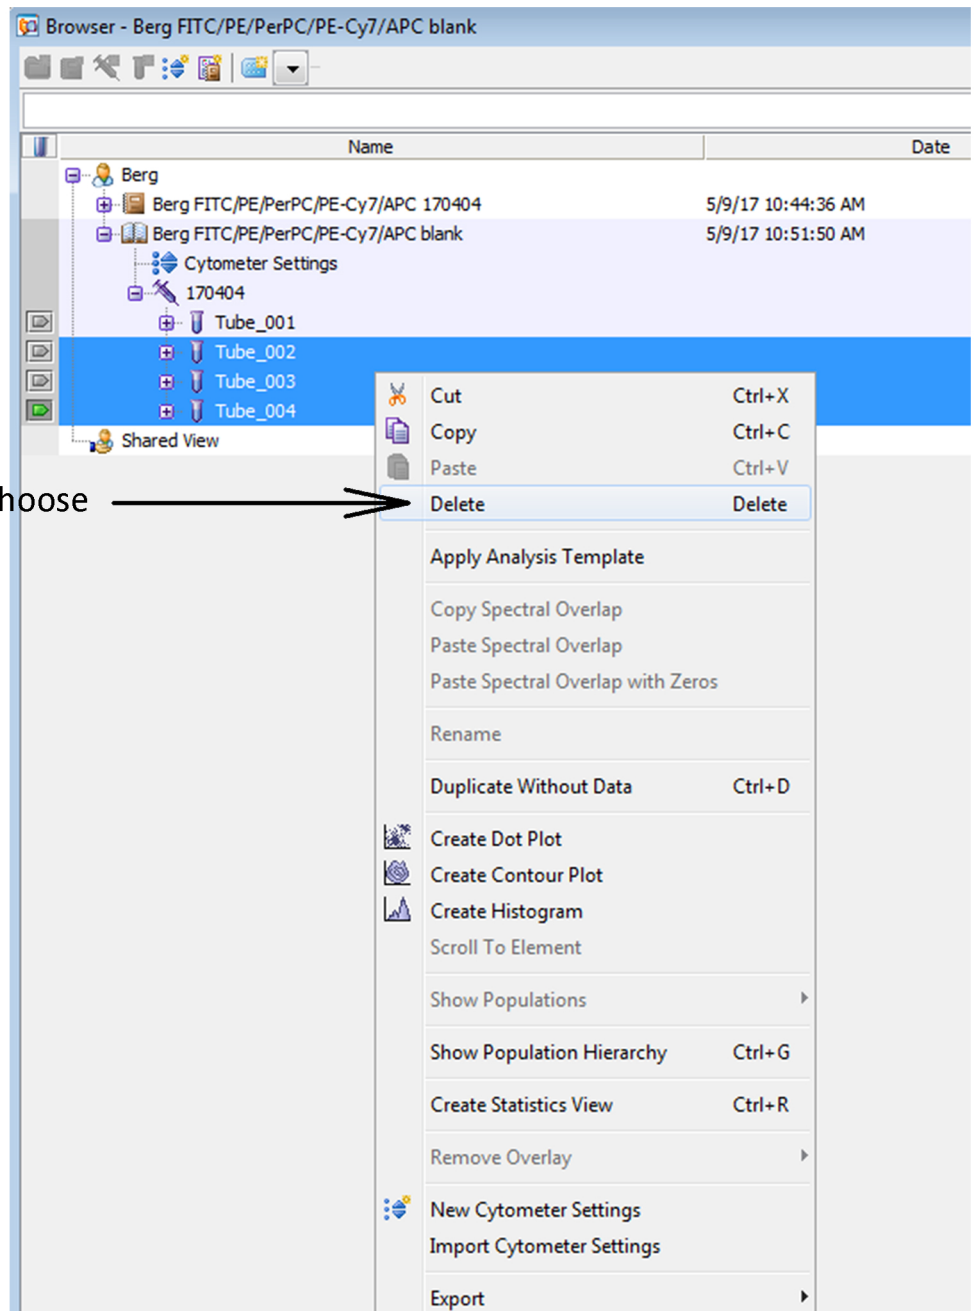 Browser - Berg FITC/PE/PerPC/PE-Cy7/APC blank
Name Date
Berg
Berg FITC/PE/PerPC/PE-Cy7/APC 170404 5/9/17 10:44:36 AM
Berg FITC/PE/PerPC/PE-Cy7/APC blank 5/9/17 10:51:50 AM
Cytometer Settings
170404
Tube_001
Tube_002
Tube_003
Tube_004
Shared View
hoose
Cut Ctrl+X
Copy Ctrl+C
Paste Ctrl+V
Delete Delete
Apply Analysis Template
Copy Spectral Overlap
Paste Spectral Overlap
Paste Spectral Overlap with Zeros
Rename
Duplicate Without Data Ctrl+D
Create Dot Plot
Create Contour Plot
Create Histogram
Scroll To Element
Show Populations
Show Population Hierarchy Ctrl+G
Create Statistics View Ctrl+R
Remove Overlay
New Cytometer Settings
Import Cytometer Settings
Export